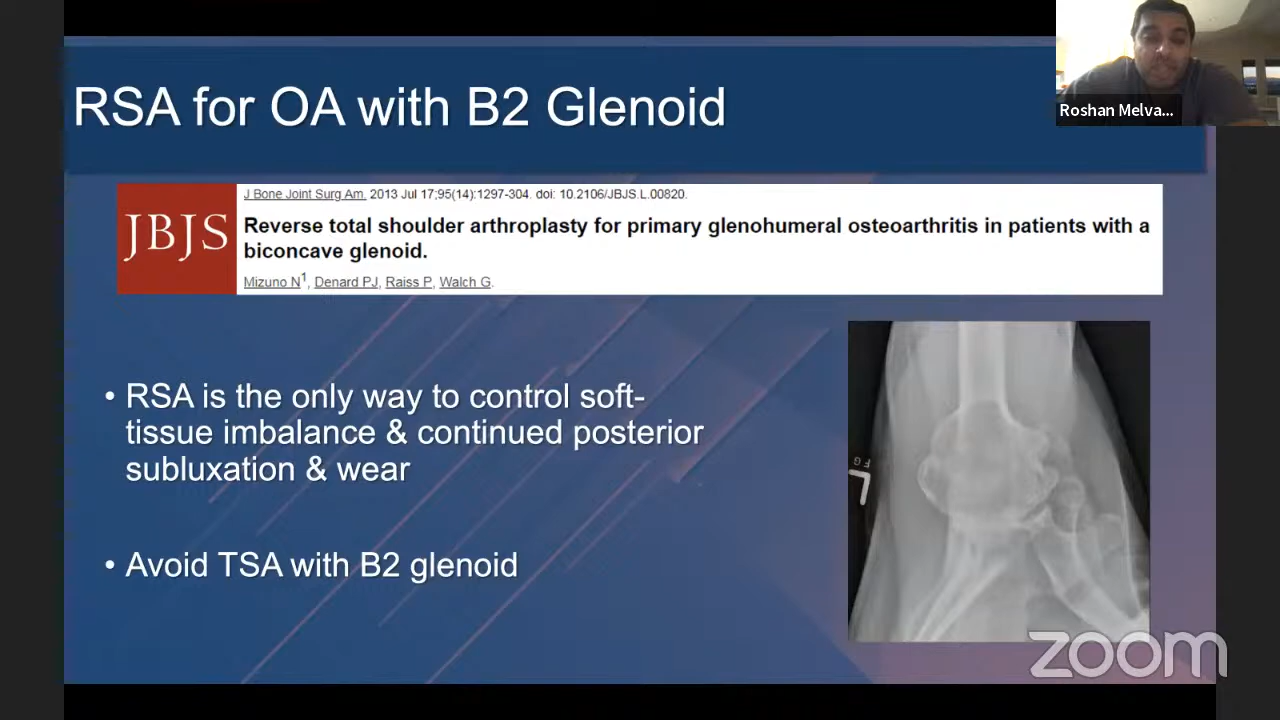 RSA for OA with B2 Glenoid
Roshan Melva...
JBJS
J Bone Joint Surg Am. 2013 Jul 17;95(14):1297-304. doi: 10.2106/JBJS.L.00820.
Reverse total shoulder arthroplasty for primary glenohumeral osteoarthritis in patients with a
biconcave glenoid.
Mizuno N1, Denard PJ, Raiss P, Walch G.
• RSA is the only way to control soft-
tissue imbalance & continued posterior
subluxation & wear
• Avoid TSA with B2 glenoid
FG
L
zoom